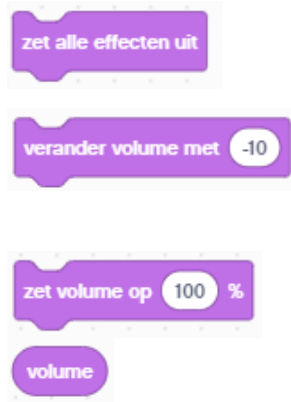 zet alle effecten uit
verander volume met -10
zet volume op 100 %
volume